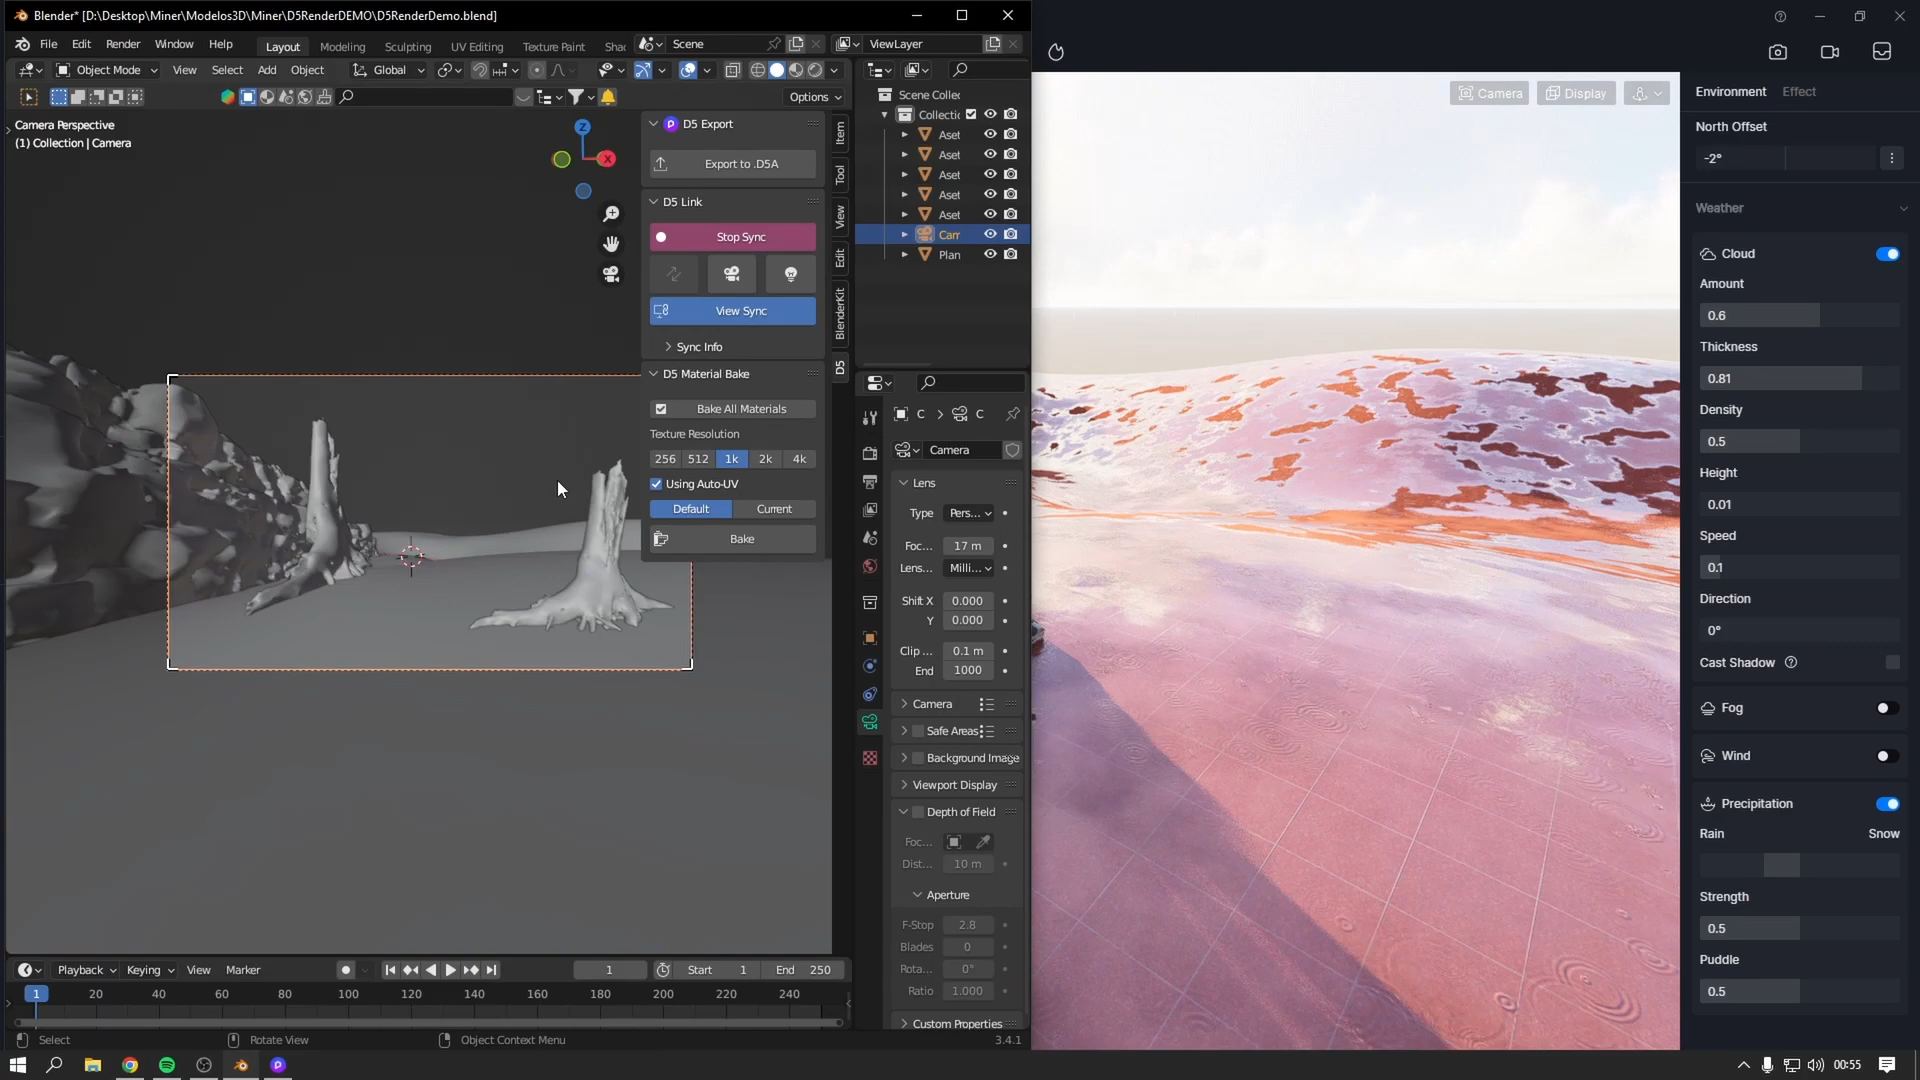 Blender* [D:\Desktop\Miner\Modelos3D\Miner\D5RenderDEMO\D5RenderDemo.blend]
File Edit Render Window Help
Layout Modeling Sculpting UV Editing Texture Paint Shac
Scene
ViewLayer
Object Mode View Select Add Object
Global
Options
Camera Perspective
(1) Collection | Camera
Z
X
D5 Export
Export to .D5A
D5 Link
Stop Sync
View Sync
Sync Info
D5 Material Bake
Bake All Materials
Texture Resolution
256 512 1k 2k 4k
Using Auto-UV
Default Current
Bake
Item
Tool
View
Edit
BlenderKit
D5
Scene Collec
Collectic
Aset
Aset
Aset
Aset
Aset
Cam
Plan
C > C
Camera
Lens
Type Pers...
Foc... 17 m
Lens... Milli...
Shift X 0.000
Y 0.000
Clip ... 0.1 m
End 1000
Camera
Safe Areas
Background Image
Viewport Display
Depth of Field
Foc...
Dist... 10 m
Aperture
F-Stop 2.8
Blades 0
Rota... 0°
Ratio 1.000
Custom Properties
Playback Keying View Marker
1 Start 1 End 250
1 20 40 60 80 100 120 140 160 180 200 220 240
Select Rotate View Object Context Menu
3.4.1
Camera Display
Environment Effect
North Offset
-2°
Weather
Cloud
Amount
0.6
Thickness
0.81
Density
0.5
Height
0.01
Speed
0.1
Direction
0°
Cast Shadow
Fog
Wind
Precipitation
Rain Snow
Strength
0.5
Puddle
0.5
00:55